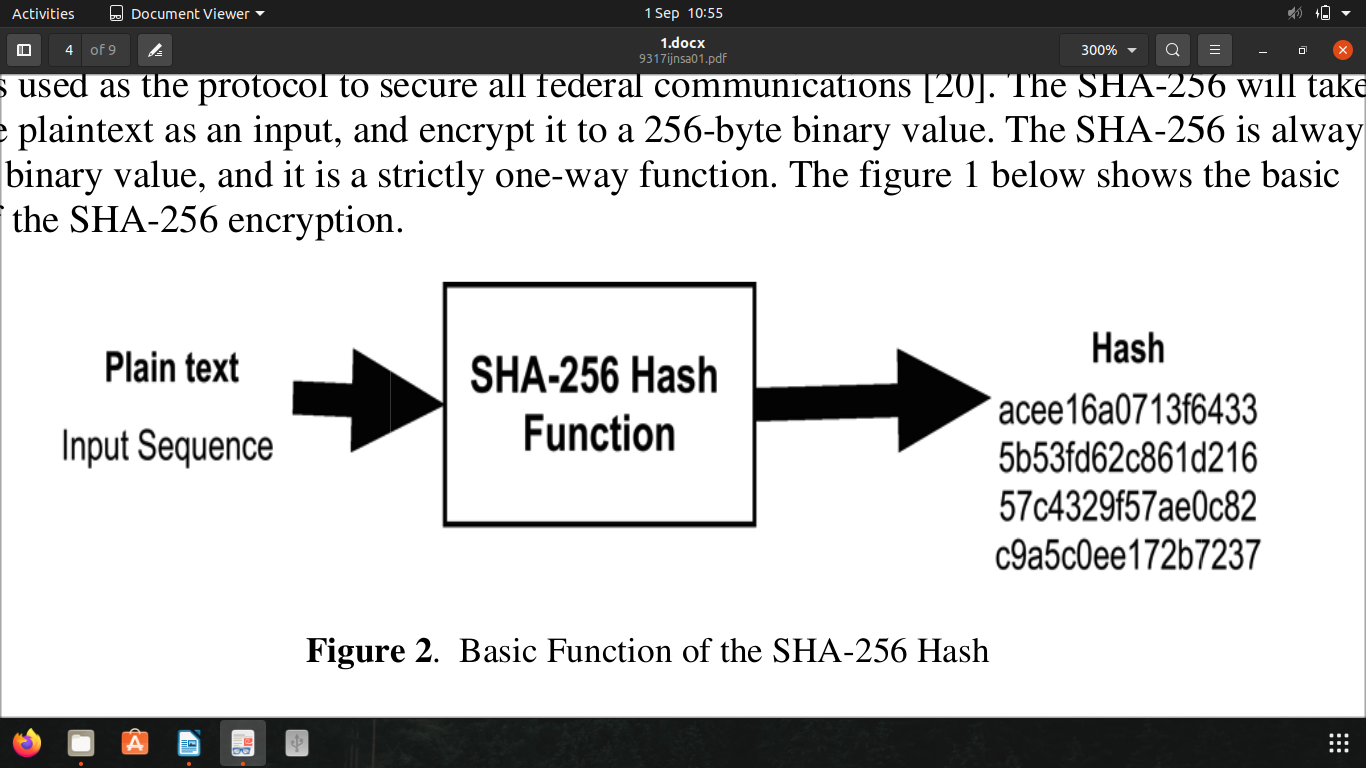 Activities
Document Viewer
1 Sep 10:55
4 of 9
1.docx
9317ijnsa01.pdf
300%
s used as the protocol to secure all federal communications [20]. The SHA-256 will take
e plaintext as an input, and encrypt it to a 256-byte binary value. The SHA-256 is alway
binary value, and it is a strictly one-way function. The figure 1 below shows the basic
f the SHA-256 encryption.
Plain text
Input Sequence
SHA-256 Hash
Function
Hash
acee16a0713f6433
5b53fd62c861d216
57c4329f57ae0c82
c9a5c0ee172b7237
Figure 2. Basic Function of the SHA-256 Hash